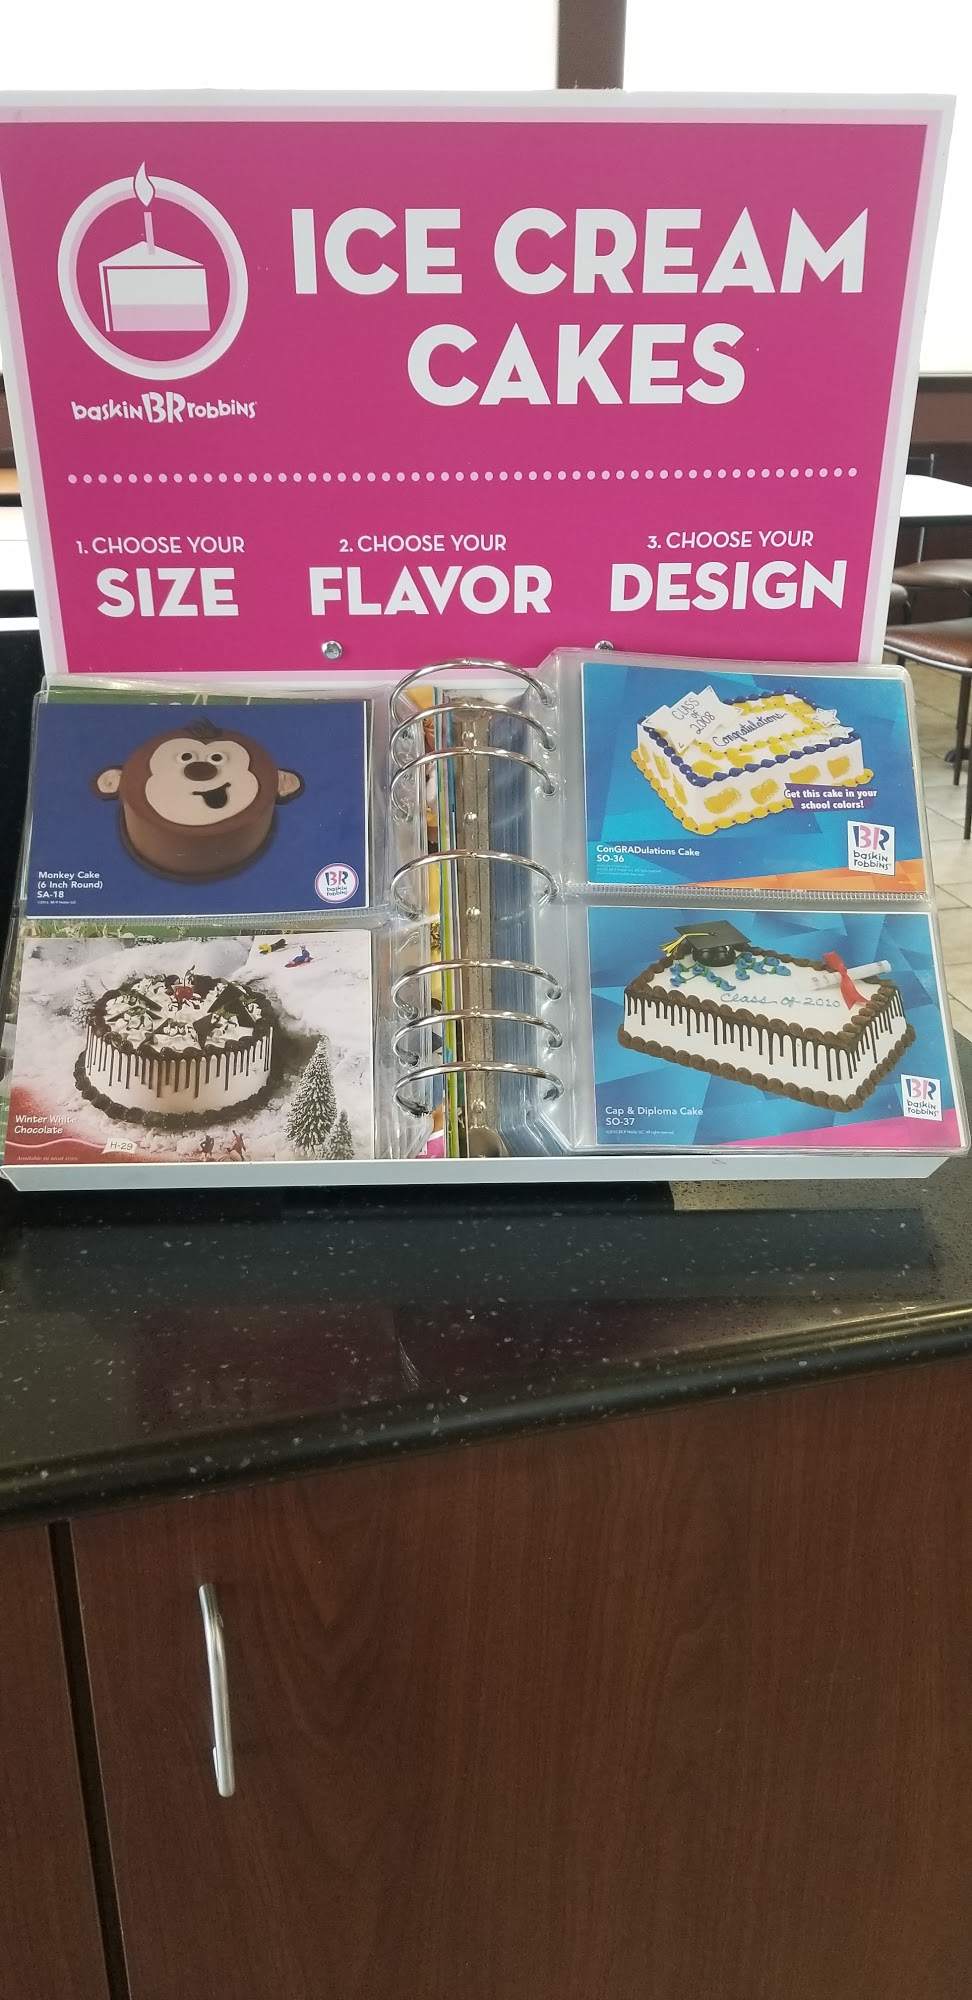 ICE CREAM
CAKES
baskin BR robbins
1. CHOOSE YOUR
SIZE
2. CHOOSE YOUR
FLAVOR
3. CHOOSE YOUR
DESIGN
Monkey Cake
(6 Inch Round)
SA-18
BR
baskin
robbins
CLASS
OF
2008
Congratulations
Get this cake in your
school colors!
ConGRADulations Cake
SO-36
BR
baskin
robbins
Winter White
Chocolate
H-29
Class of 2010
Cap & Diploma Cake
SO-37
BR
baskin
robbins